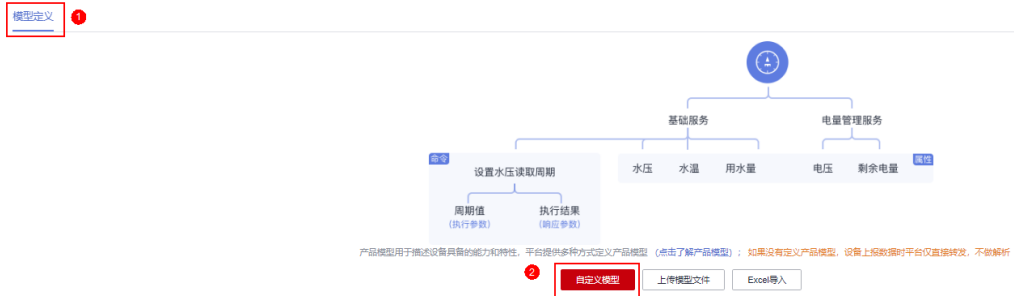 模型定义
1
基础服务
电量管理服务
命令
设置水压读取周期
水压
水温
用水量
电压
剩余电量
属性
周期值
执行结果
(执行参数)
(响应参数)
产品模型用于描述设备具备的能力和特性，平台提供多种方式定义产品模型 (点击了解产品模型) ； 如果没有定义产品模型，设备上报数据时平台仅直接转发，不做解析
2
自定义模型
上传模型文件
Excel导入